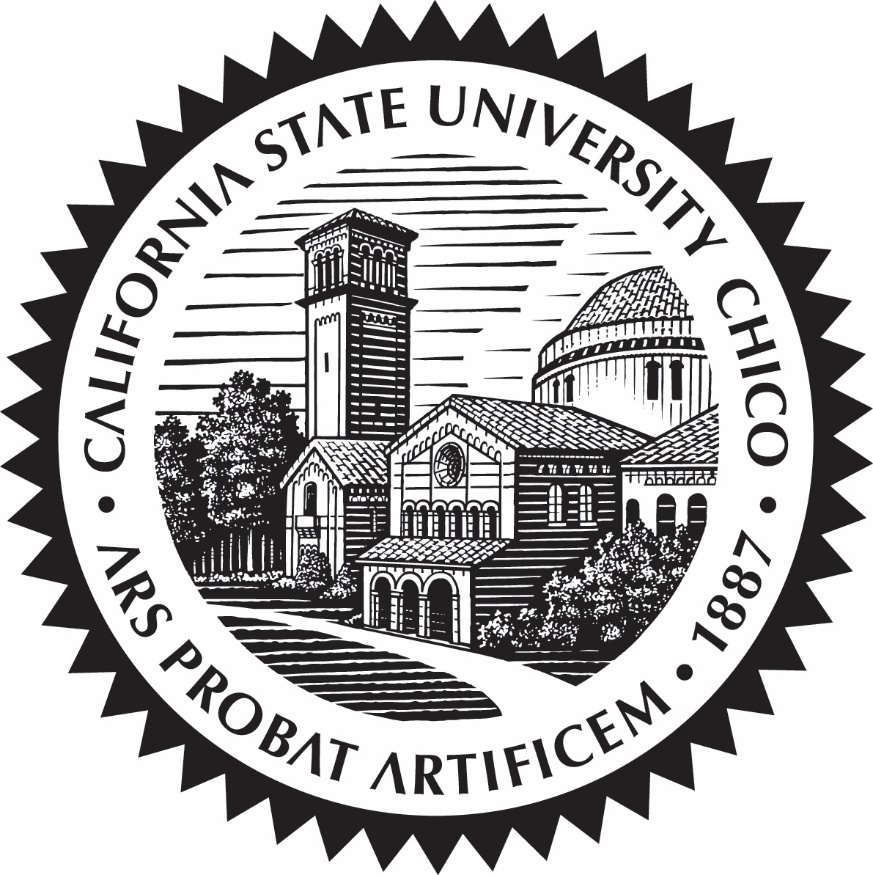 CALIFORNIA STATE UNIVERSITY CHICO
• ARS PROBAT ARTIFICEM • 1887 •